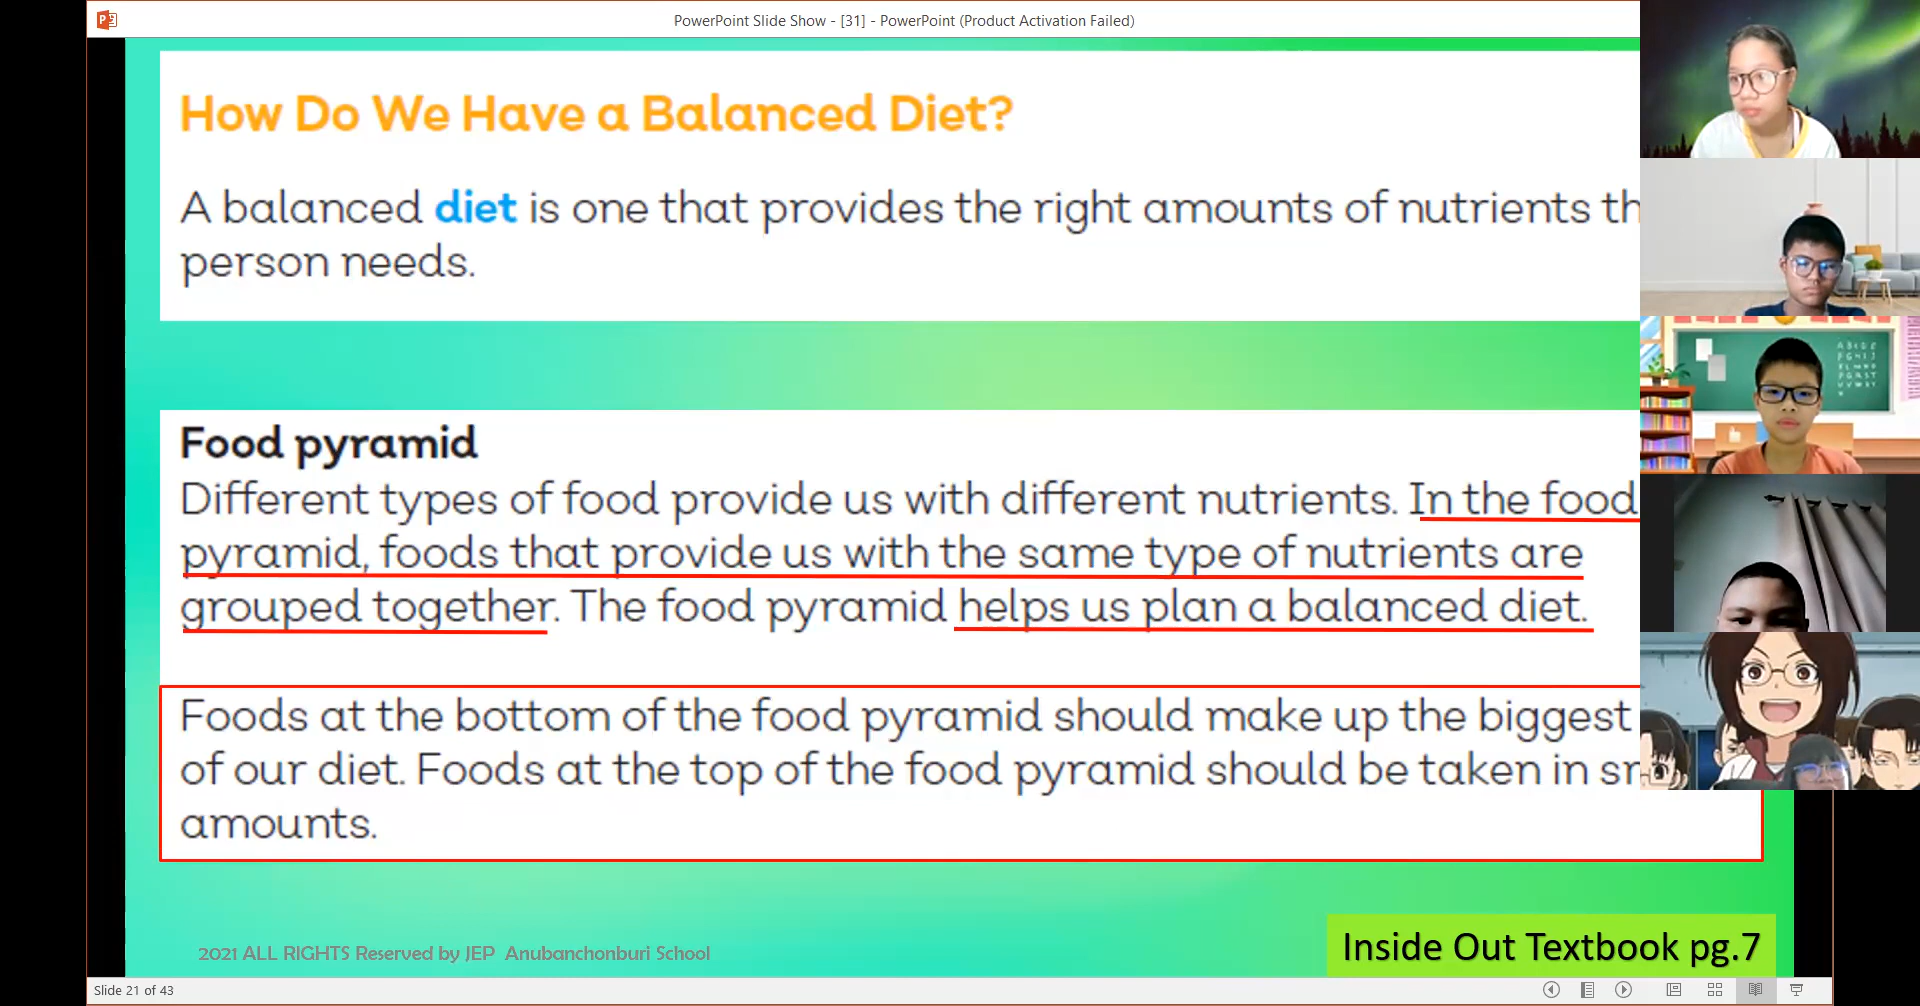 PowerPoint Slide Show - [31] - PowerPoint (Product Activation Failed)
How Do We Have a Balanced Diet?
A balanced diet is one that provides the right amounts of nutrients th
person needs.
Food pyramid
Different types of food provide us with different nutrients. In the food
pyramid, foods that provide us with the same type of nutrients are
grouped together. The food pyramid helps us plan a balanced diet.
Foods at the bottom of the food pyramid should make up the biggest
of our diet. Foods at the top of the food pyramid should be taken in sr
amounts.
2021 ALL RIGHTS Reserved by JEP Anubanchonburi School
Inside Out Textbook pg.7
Slide 21 of 43